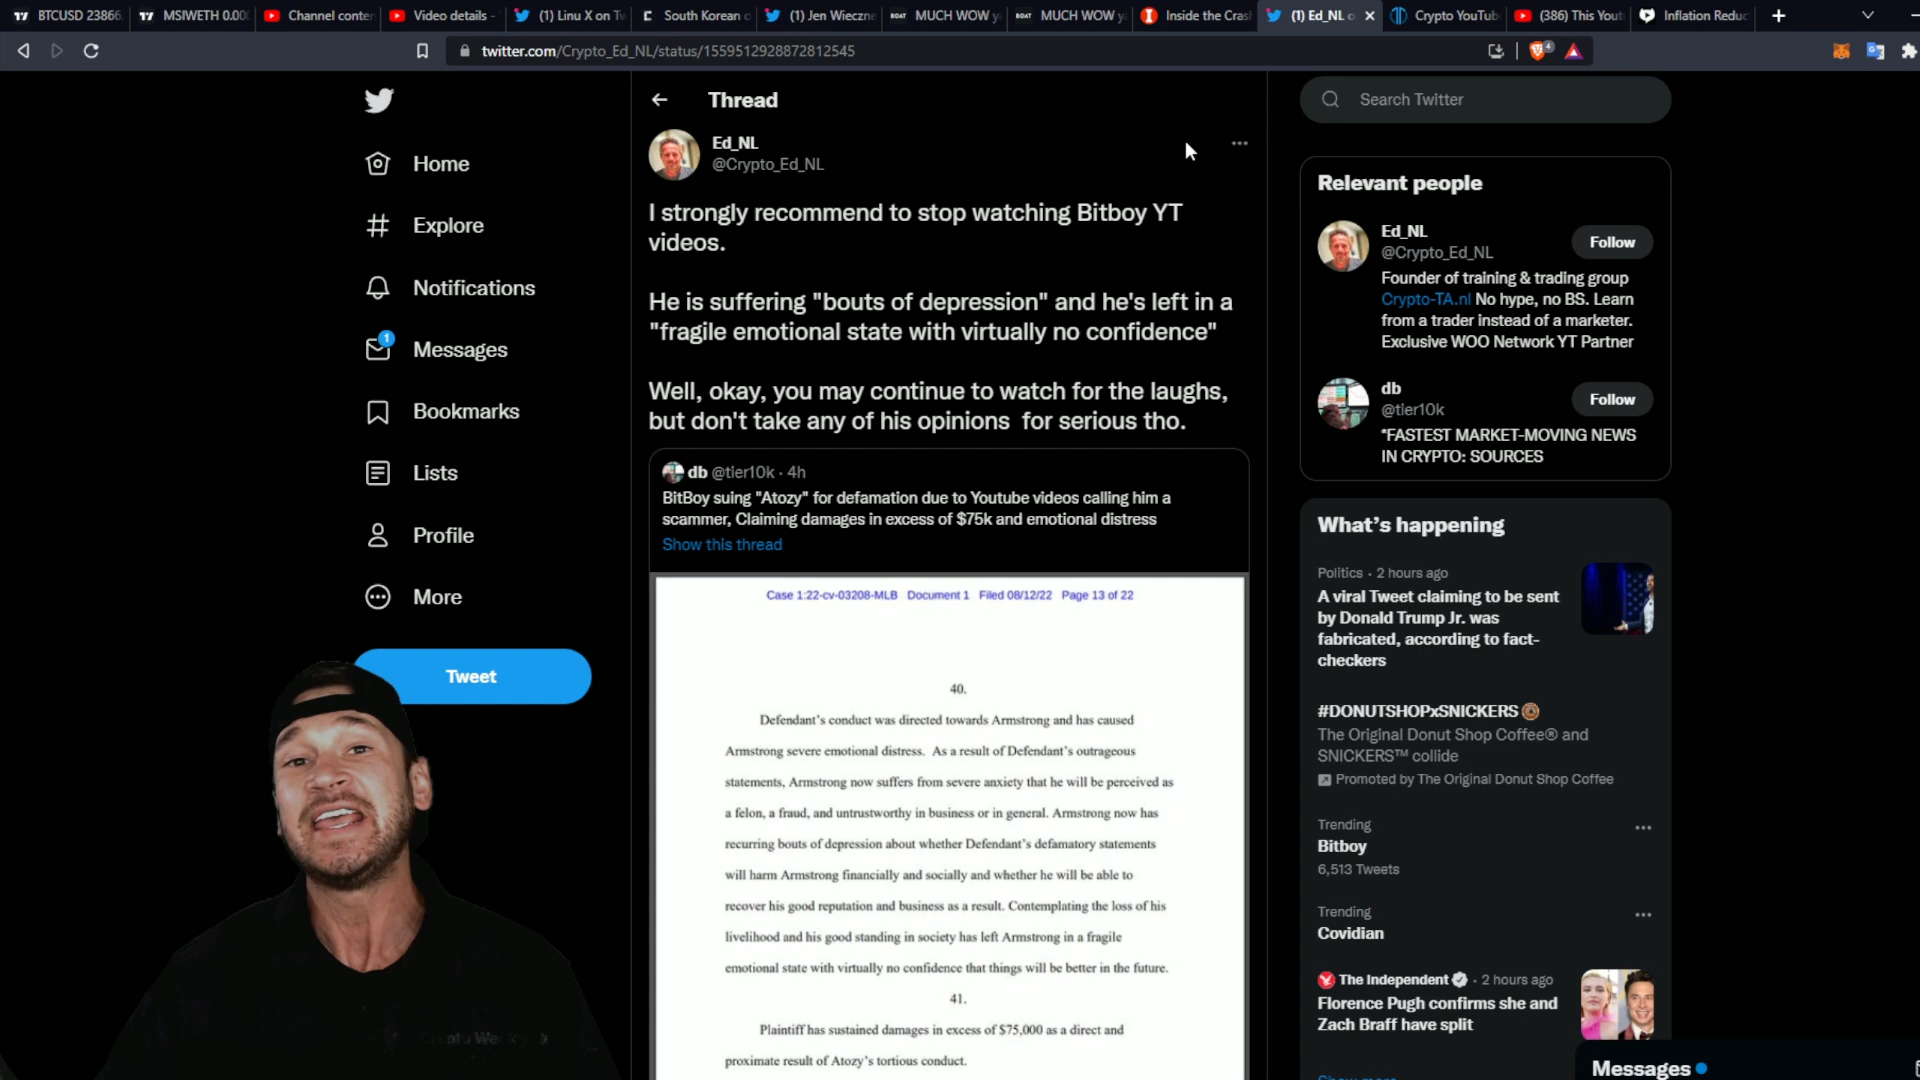 BTCUSD 23866.
MSIWETH 0.000
Channel conten
Video details -
(1) Linu X on Tw
South Korean c
(1) Jen Wieczne
BOAT MUCH WOW y
BOAT MUCH WOW y
Inside the Cras
(1) Ed_NL o
Crypto YouTub
(386) This Yout
Inflation Reduc
twitter.com/Crypto_Ed_NL/status/1559512928872812545
4
Home
Explore
Notifications
1
Messages
Bookmarks
Lists
Profile
More
Tweet
Thread
Ed_NL
@Crypto_Ed_NL
I strongly recommend to stop watching Bitboy YT
videos.
He is suffering "bouts of depression" and he's left in a
"fragile emotional state with virtually no confidence"
Well, okay, you may continue to watch for the laughs,
but don't take any of his opinions for serious tho.
db @tier10k · 4h
BitBoy suing "Atozy" for defamation due to Youtube videos calling him a
scammer, Claiming damages in excess of $75k and emotional distress
Show this thread
Case 1:22-cv-03208-MLB Document 1 Filed 08/12/22 Page 13 of 22
40.
Defendant's conduct was directed towards Armstrong and has caused
Armstrong severe emotional distress. As a result of Defendant's outrageous
statements, Armstrong now suffers from severe anxiety that he will be perceived as
a felon, a fraud, and untrustworthy in business or in general. Armstrong now has
recurring bouts of depression about whether Defendant's defamatory statements
will harm Armstrong financially and socially and whether he will be able to
recover his good reputation and business as a result. Contemplating the loss of his
livelihood and his good standing in society has left Armstrong in a fragile
emotional state with virtually no confidence that things will be better in the future.
41.
Plaintiff has sustained damages in excess of $75,000 as a direct and
proximate result of Atozy's tortious conduct.
Search Twitter
Relevant people
Ed_NL
@Crypto_Ed_NL
Follow
Founder of training & trading group
Crypto-TA.nl No hype, no BS. Learn
from a trader instead of a marketer.
Exclusive WOO Network YT Partner
db
@tier10k
Follow
*FASTEST MARKET-MOVING NEWS
IN CRYPTO: SOURCES
What's happening
Politics · 2 hours ago
A viral Tweet claiming to be sent
by Donald Trump Jr. was
fabricated, according to fact-
checkers
#DONUTSHOPxSNICKERS
The Original Donut Shop Coffee® and
SNICKERS™ collide
Promoted by The Original Donut Shop Coffee
Trending
Bitboy
6,513 Tweets
Trending
Covidian
The Independent · 2 hours ago
Florence Pugh confirms she and
Zach Braff have split
Messages